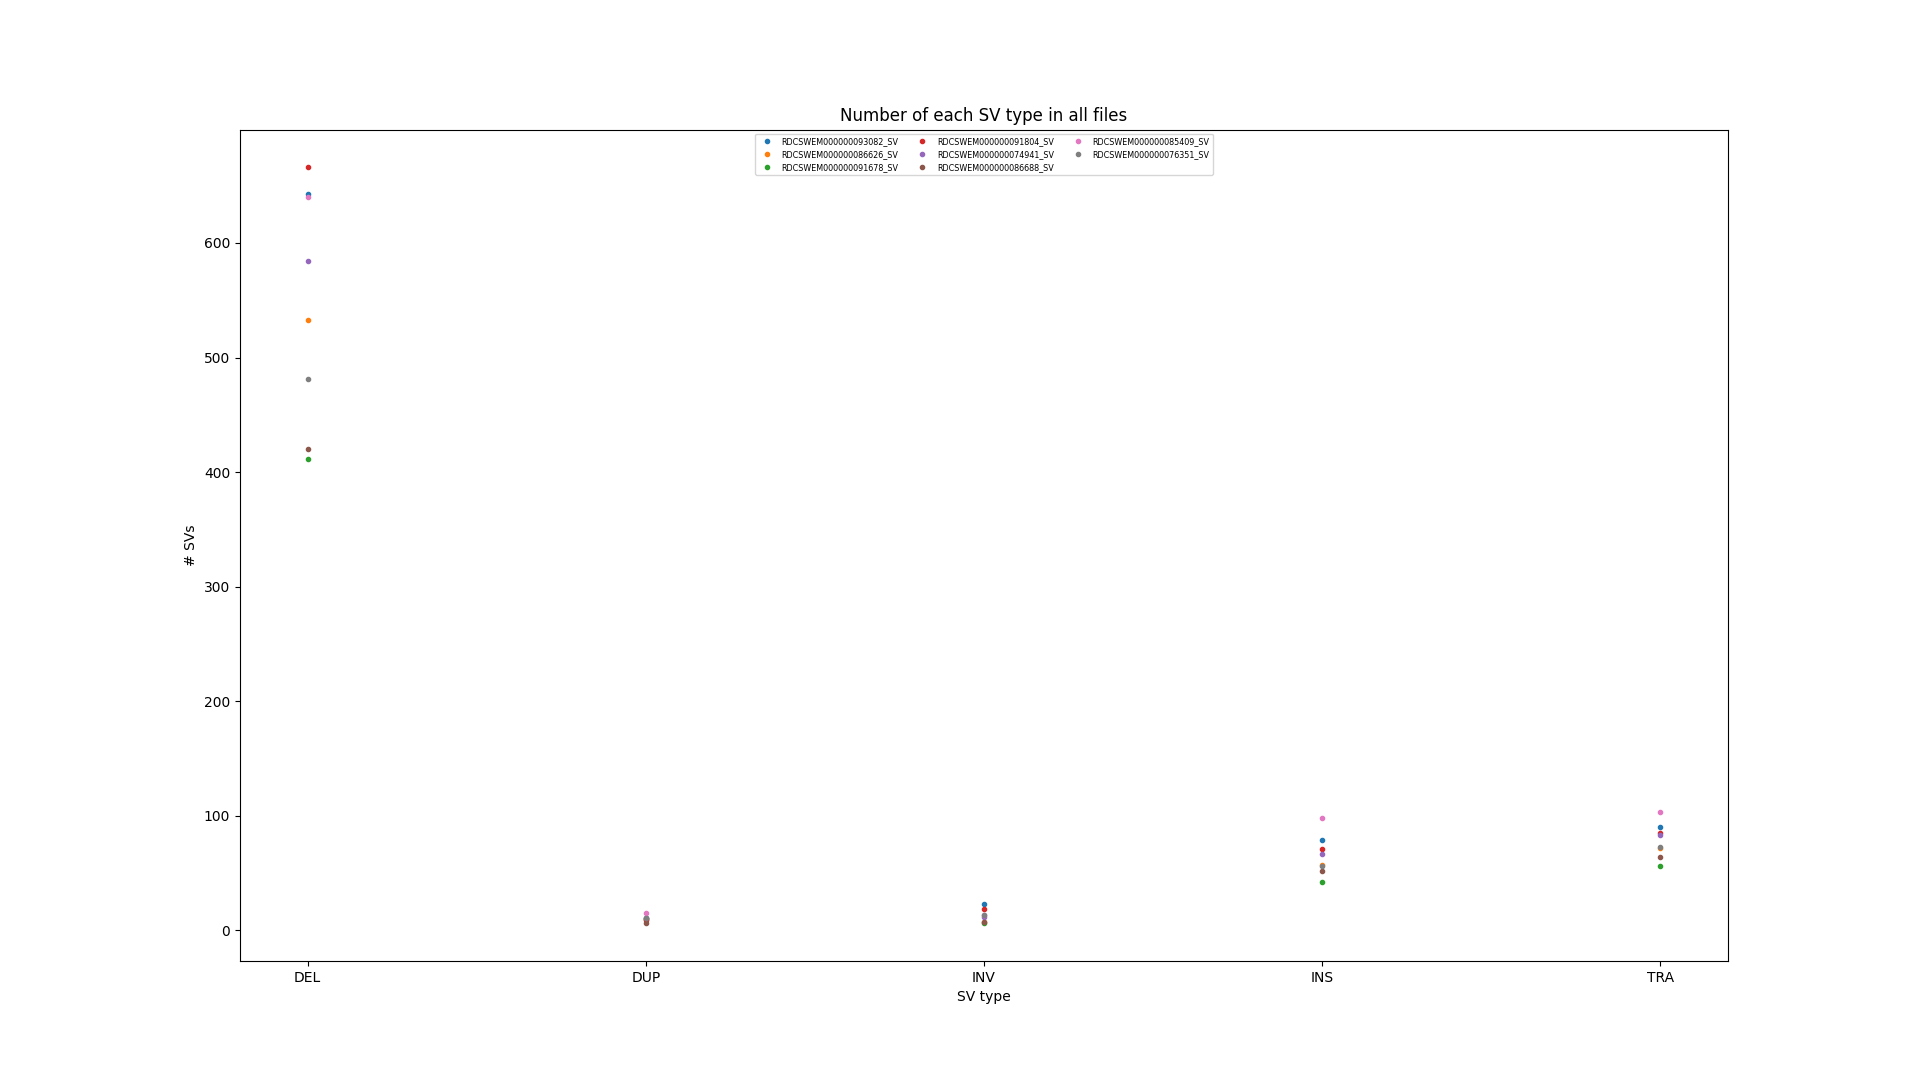 Number of each SV type in all files
RDCSWEM000000093082_SV
RDCSWEM000000086626_SV
RDCSWEM000000091678_SV
RDCSWEM000000091804_SV
RDCSWEM000000074941_SV
RDCSWEM000000086688_SV
RDCSWEM000000085409_SV
RDCSWEM000000076351_SV
600
500
400
300
200
100
0
# SVs
DEL DUP INV INS TRA
SV type